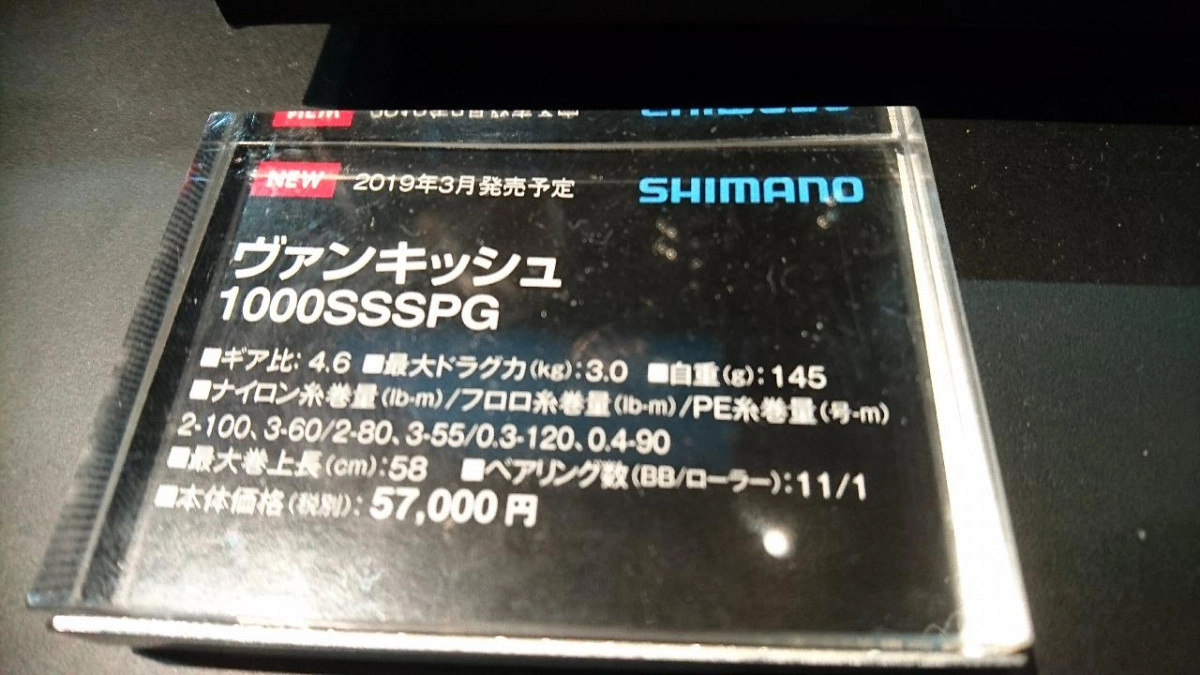 NEW 2019年3月発売予定 SHIMANO
ヴァンキッシュ
1000SSSPG
■ギア比: 4.6 ■最大ドラグ力(kg):3.0 ■自重(g):145
■ナイロン糸巻量(lb-m)/フロロ糸巻量(lb-m)/PE糸巻量(号-m)
2-100、3-60/2-80、3-55/0.3-120、0.4-90
■最大巻上長(cm):58 ■ベアリング数(BB/ローラー):11/1
■本体価格(税別): 57,000 円